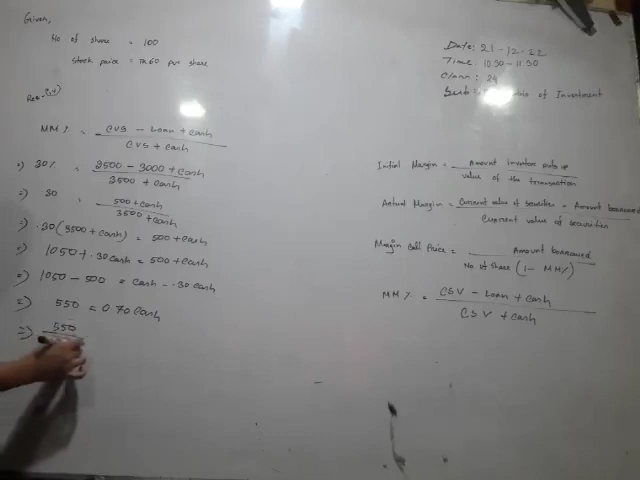 Given,
No of share = 100
Stock price = TK 60 per share
Req-(iv)
MM% = CVS - Loan + Cash / CVS + Cash
⇒) 30% = 3500 - 3000 + Cash / 3500 + Cash
⇒) 30 = 500 + Cash / 3500 + Cash
⇒) .30 (3500 + Cash) = 500 + Cash
⇒) 1050 + .30 Cash = 500 + Cash
⇒) 1050 - 500 = Cash - .30 Cash
⇒) 550 = 0.70 Cash
⇒) 550
Date: 21-12-22
Time: 10.30 - 11.30
Class: 24
Sub: of Investment
Initial Margin = Amount Investor puts up / value of the transaction
Actual Margin = Current value of securities - Amount borrowed / Current value of securities
Margin Call Price = Amount borrowed / No. of Share (1 - MM%)
MM% = CSV - Loan + Cash / CSV + Cash